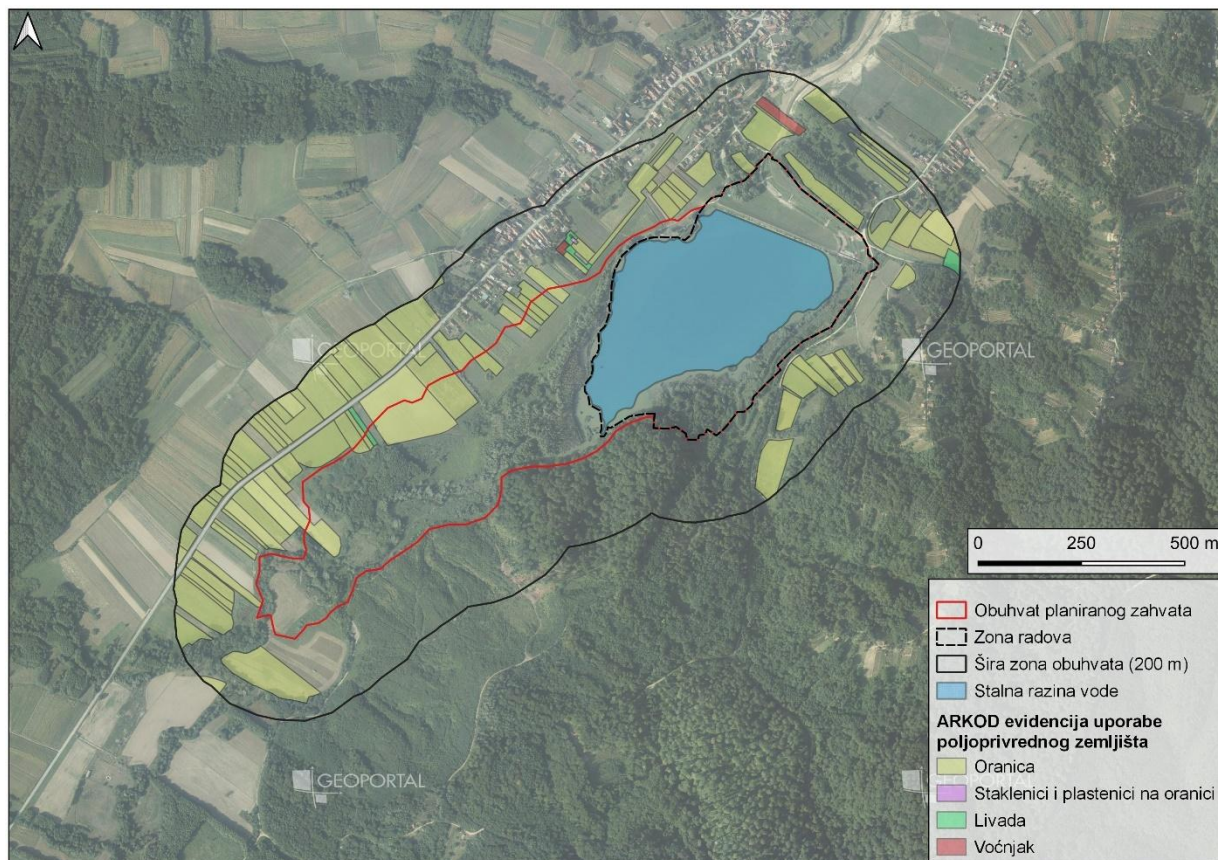 GEOPORTAL
GEOPORTAL
0 250 500 m
Obuhvat planiranog zahvata
Zona radova
Šira zona obuhvata (200 m)
Stalna razina vode
ARKOD evidencija uporabe
poljoprivrednog zemljišta
Oranica
Staklenici i plastenici na oranici
Livada
Voćnjak
GEOPORTAL
GEOPORTAL